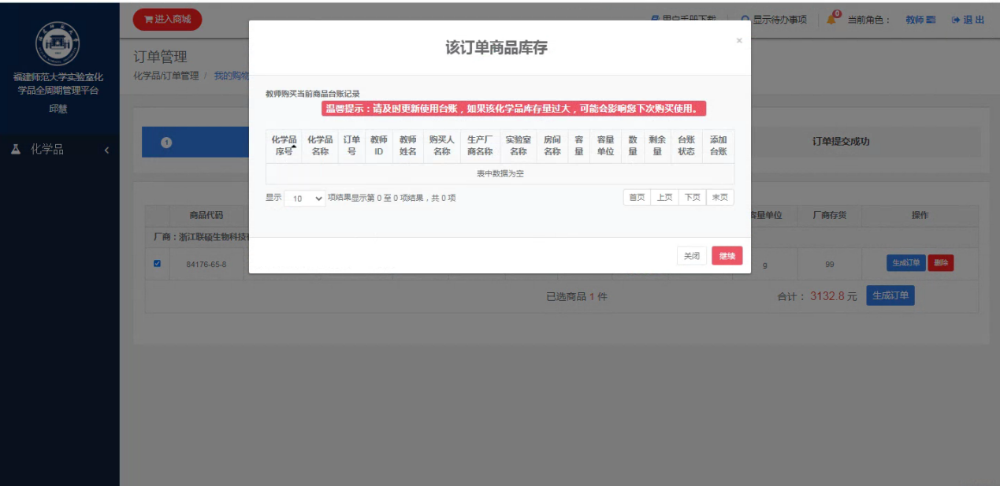 进入商城
用户手册下载
显示待办事项
0
当前角色：
教师
退出
福建师范大学实验室化
学品全周期管理平台
邱慧
化学品
订单管理
化学品/订单管理 / 我的购物
该订单商品库存
×
教师购买当前商品台账记录
温馨提示：请及时更新使用台账，如果该化学品库存量过大，可能会影响您下次购买使用。
化学品序号 化学品名称 订单号 教师ID 教师姓名 购买人名称 生产厂商名称 实验室名称 房间名称 容量 容量单位 数量 剩余量 台账状态 添加台账
表中数据为空
显示 10 项结果显示第 0 至 0 项结果，共 0 项
首页 上页 下页 末页
关闭 继续
1
订单提交成功
商品代码 容量单位 厂商存货 操作
厂商：浙江联硕生物科技
84176-65-8 g 99 生成订单 删除
已选商品 1 件 合计： 3132.8 元 生成订单